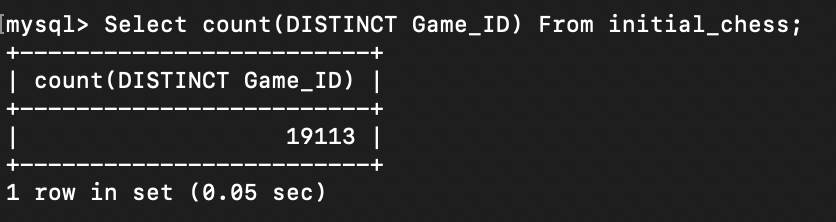 [mysql> Select count(DISTINCT Game_ID) From initial_chess;
+-------------------------+
| count(DISTINCT Game_ID) |
+-------------------------+
|                   19113 |
+-------------------------+
1 row in set (0.05 sec)